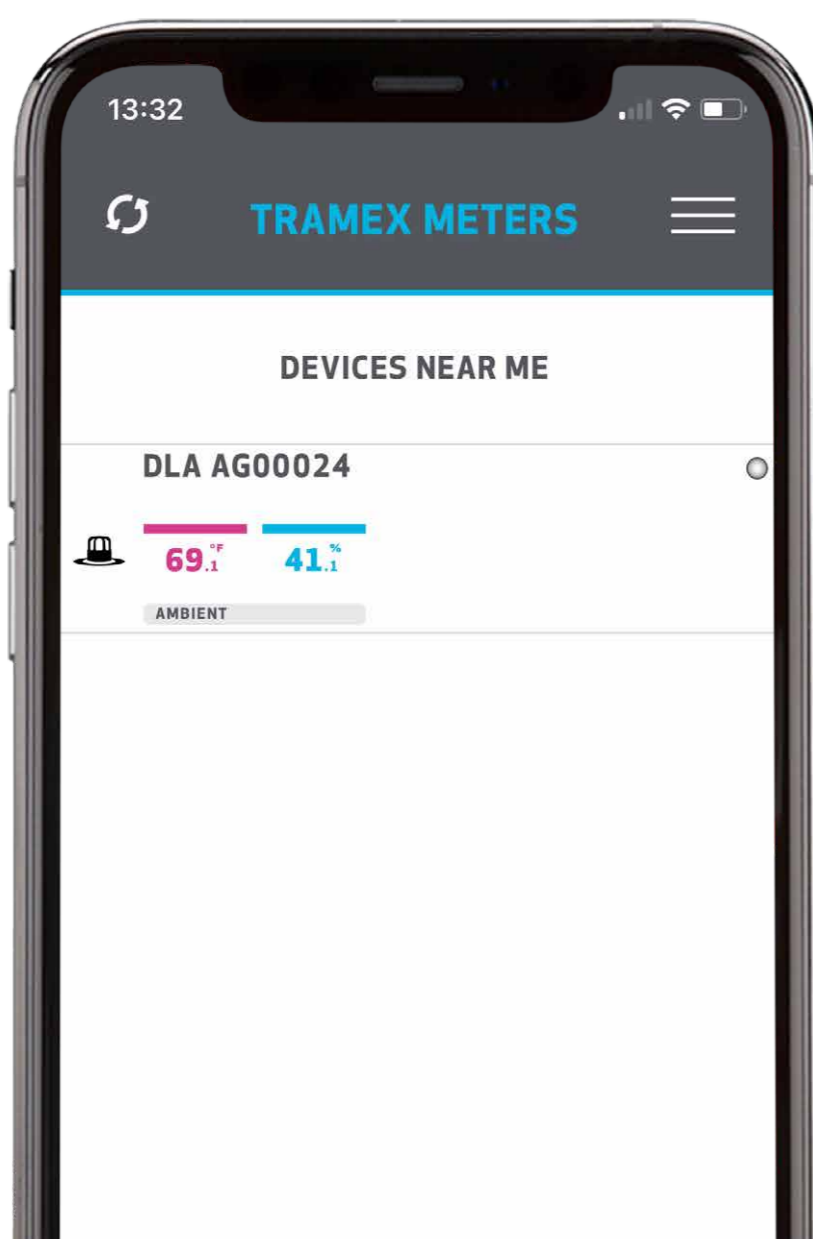 13:32
TRAMEX METERS
DEVICES NEAR ME
DLA AG00024
69.1°F 41.1%
AMBIENT